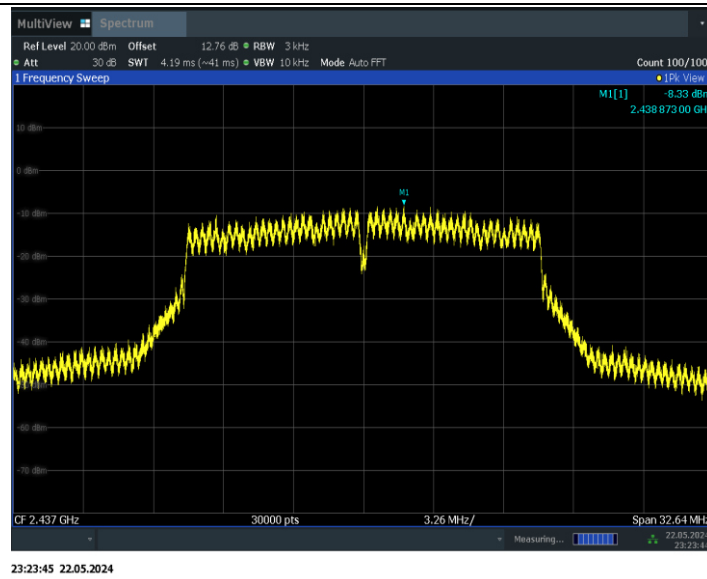 MultiView Spectrum
Ref Level 20.00 dBm Offset 12.76 dB RBW 3 kHz
Att 30 dB SWT 4.19 ms (~41 ms) VBW 10 kHz Mode Auto FFT Count 100/100
1 Frequency Sweep 1Pk View
M1[1] -8.33 dBm
2.438 873 00 GH
10 dBm
0 dBm
M1
-10 dBm
-20 dBm
-30 dBm
-40 dBm
-60 dBm
-70 dBm
CF 2.437 GHz 30000 pts 3.26 MHz/ Span 32.64 MHz
Measuring... 22.05.2024
23:23:4
23:23:45 22.05.2024